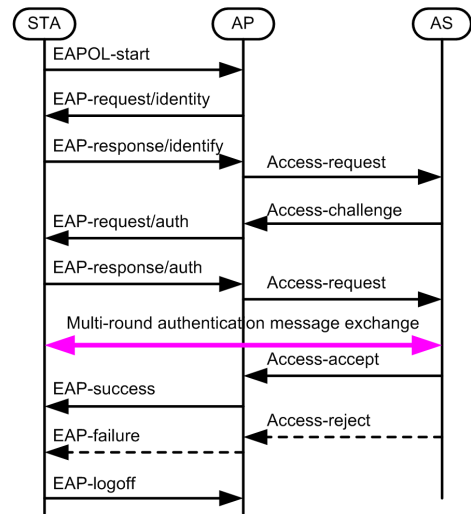 STA AP AS
EAPOL-start
EAP-request/identity
EAP-response/identify
Access-request
Access-challenge
EAP-request/auth
EAP-response/auth
Access-request
Multi-round authentication message exchange
Access-accept
EAP-success
Access-reject
EAP-failure
EAP-logoff